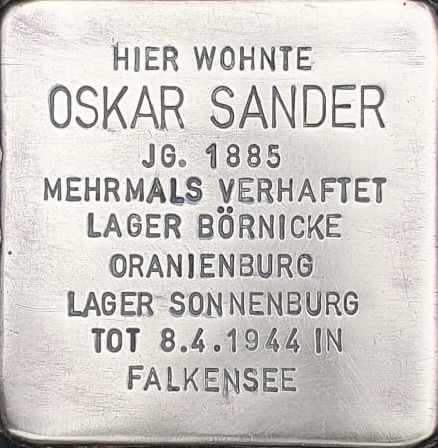 HIER WOHNTE
OSKAR SANDER
JG. 1885
MEHRMALS VERHAFTET
LAGER BÖRNICKE
ORANIENBURG
LAGER SONNENBURG
TOT 8.4.1944 IN
FALKENSEE